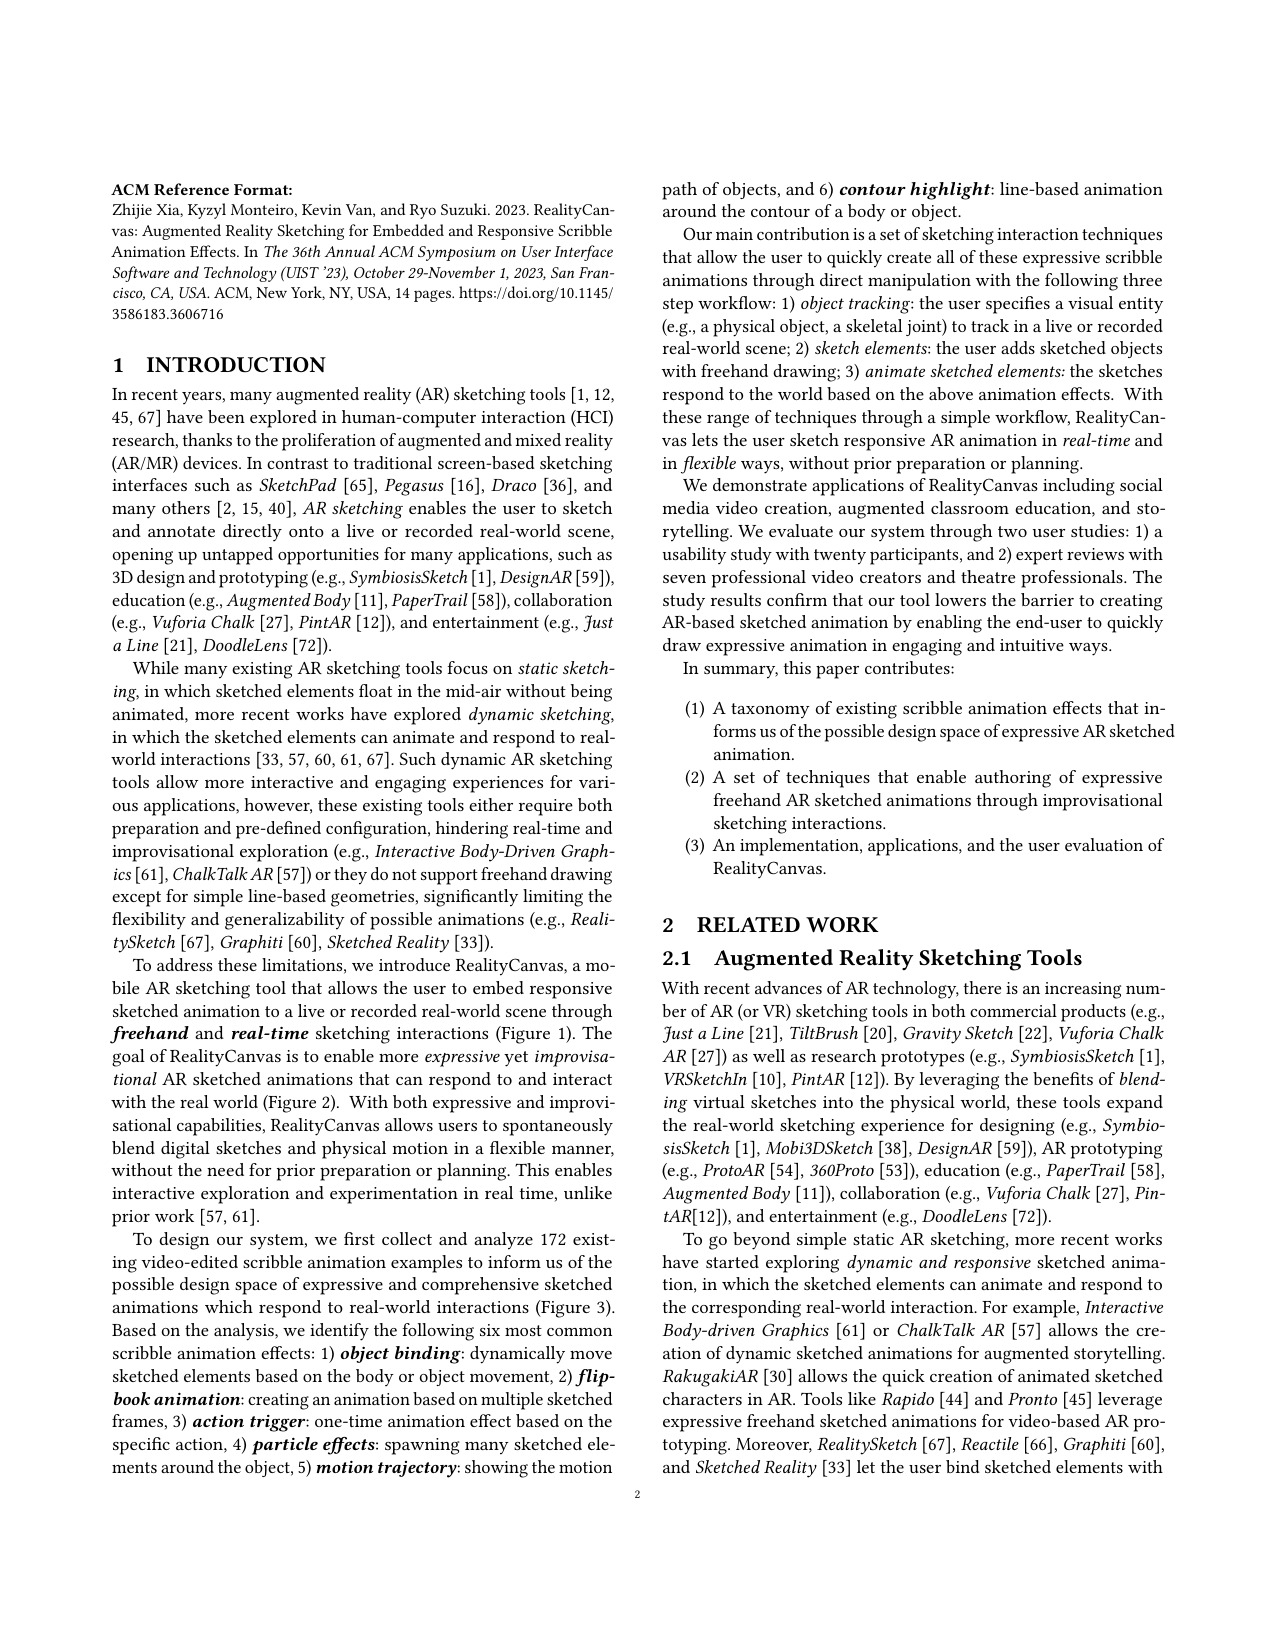 ACM Reference Format:
Zhijie Xia, Kyzyl Monteiro, Kevin Van, and Ryo Suzuki. 2023. RealityCan-
vas: Augmented Reality Sketching for Embedded and Responsive Scribble
Animation Effects. In The 36th Annual ACM Symposium on User Interface
Software and Technology (UIST ’23), October 29-November 1, 2023, San Fran-
cisco, CA, USA. ACM, New York, NY, USA, 14 pages. https://doi.org/10.1145/
3586183.3606716
1 INTRODUCTION
In recent years, many augmented reality (AR) sketching tools [1, 12,
45, 67] have been explored in human-computer interaction (HCI)
research, thanks to the proliferation of augmented and mixed reality
(AR/MR) devices. In contrast to traditional screen-based sketching
interfaces such as SketchPad [65], Pegasus [16], Draco [36], and
many others [2, 15, 40], AR sketching enables the user to sketch
and annotate directly onto a live or recorded real-world scene,
opening up untapped opportunities for many applications, such as
3D design and prototyping (e.g., SymbiosisSketch [1], DesignAR [59]),
education (e.g., Augmented Body [11], PaperTrail [58]), collaboration
(e.g., Vuforia Chalk [27], PintAR [12]), and entertainment (e.g., Just
a Line [21], DoodleLens [72]).
While many existing AR sketching tools focus on static sketch-
ing, in which sketched elements float in the mid-air without being
animated, more recent works have explored dynamic sketching,
in which the sketched elements can animate and respond to real-
world interactions [33, 57, 60, 61, 67]. Such dynamic AR sketching
tools allow more interactive and engaging experiences for vari-
ous applications, however, these existing tools either require both
preparation and pre-defined configuration, hindering real-time and
improvisational exploration (e.g., Interactive Body-Driven Graph-
ics [61], ChalkTalk AR [57]) or they do not support freehand drawing
except for simple line-based geometries, significantly limiting the
flexibility and generalizability of possible animations (e.g., Reali-
tySketch [67], Graphiti [60], Sketched Reality [33]).
To address these limitations, we introduce RealityCanvas, a mo-
bile AR sketching tool that allows the user to embed responsive
sketched animation to a live or recorded real-world scene through
freehand and real-time sketching interactions (Figure 1). The
goal of RealityCanvas is to enable more expressive yet improvisa-
tional AR sketched animations that can respond to and interact
with the real world (Figure 2). With both expressive and improvi-
sational capabilities, RealityCanvas allows users to spontaneously
blend digital sketches and physical motion in a flexible manner,
without the need for prior preparation or planning. This enables
interactive exploration and experimentation in real time, unlike
prior work [57, 61].
To design our system, we first collect and analyze 172 exist-
ing video-edited scribble animation examples to inform us of the
possible design space of expressive and comprehensive sketched
animations which respond to real-world interactions (Figure 3).
Based on the analysis, we identify the following six most common
scribble animation effects: 1) object binding: dynamically move
sketched elements based on the body or object movement, 2) flip-
book animation: creating an animation based on multiple sketched
frames, 3) action trigger: one-time animation effect based on the
specific action, 4) particle effects: spawning many sketched ele-
ments around the object, 5) motion trajectory: showing the motion
path of objects, and 6) contour highlight: line-based animation
around the contour of a body or object.
Our main contribution is a set of sketching interaction techniques
that allow the user to quickly create all of these expressive scribble
animations through direct manipulation with the following three
step workflow: 1) object tracking: the user specifies a visual entity
(e.g., a physical object, a skeletal joint) to track in a live or recorded
real-world scene; 2) sketch elements: the user adds sketched objects
with freehand drawing; 3) animate sketched elements: the sketches
respond to the world based on the above animation effects. With
these range of techniques through a simple workflow, RealityCan-
vas lets the user sketch responsive AR animation in real-time and
in flexible ways, without prior preparation or planning.
We demonstrate applications of RealityCanvas including social
media video creation, augmented classroom education, and sto-
rytelling. We evaluate our system through two user studies: 1) a
usability study with twenty participants, and 2) expert reviews with
seven professional video creators and theatre professionals. The
study results confirm that our tool lowers the barrier to creating
AR-based sketched animation by enabling the end-user to quickly
draw expressive animation in engaging and intuitive ways.
In summary, this paper contributes:
(1) A taxonomy of existing scribble animation effects that in-
forms us of the possible design space of expressive AR sketched
animation.
(2) A set of techniques that enable authoring of expressive
freehand AR sketched animations through improvisational
sketching interactions.
(3) An implementation, applications, and the user evaluation of
RealityCanvas.
2 RELATED WORK
2.1 Augmented Reality Sketching Tools
With recent advances of AR technology, there is an increasing num-
ber of AR (or VR) sketching tools in both commercial products (e.g.,
Just a Line [21], TiltBrush [20], Gravity Sketch [22], Vuforia Chalk
AR [27]) as well as research prototypes (e.g., SymbiosisSketch [1],
VRSketchIn [10], PintAR [12]). By leveraging the benefits of blend-
ing virtual sketches into the physical world, these tools expand
the real-world sketching experience for designing (e.g., Symbio-
sisSketch [1], Mobi3DSketch [38], DesignAR [59]), AR prototyping
(e.g., ProtoAR [54], 360Proto [53]), education (e.g., PaperTrail [58],
Augmented Body [11]), collaboration (e.g., Vuforia Chalk [27], Pin-
tAR[12]), and entertainment (e.g., DoodleLens [72]).
To go beyond simple static AR sketching, more recent works
have started exploring dynamic and responsive sketched anima-
tion, in which the sketched elements can animate and respond to
the corresponding real-world interaction. For example, Interactive
Body-driven Graphics [61] or ChalkTalk AR [57] allows the cre-
ation of dynamic sketched animations for augmented storytelling.
RakugakiAR [30] allows the quick creation of animated sketched
characters in AR. Tools like Rapido [44] and Pronto [45] leverage
expressive freehand sketched animations for video-based AR pro-
totyping. Moreover, RealitySketch [67], Reactile [66], Graphiti [60],
and Sketched Reality [33] let the user bind sketched elements with
2